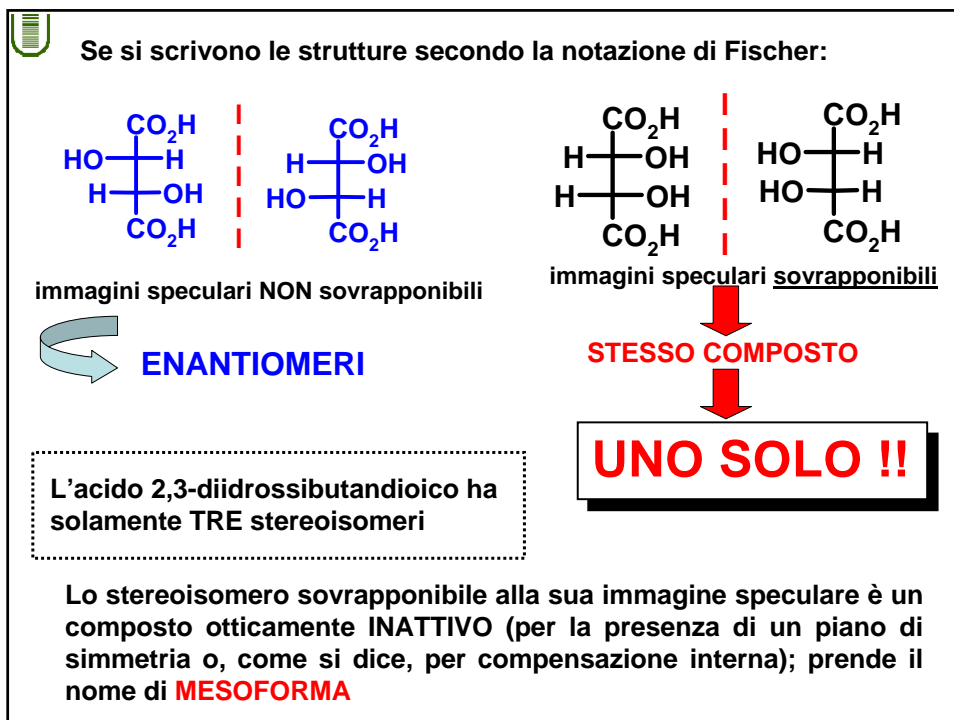 Se si scrivono le strutture secondo la notazione di Fischer:
CO2H
HO H
H OH
CO2H
CO2H
H OH
HO H
CO2H
immagini speculari NON sovrapponibili
ENANTIOMERI
CO2H
H OH
H OH
CO2H
CO2H
HO H
HO H
CO2H
immagini speculari sovrapponibili
STESSO COMPOSTO
UNO SOLO !!
L’acido 2,3-diidrossibutandioico ha
solamente TRE stereoisomeri
Lo stereoisomero sovrapponibile alla sua immagine speculare è un
composto otticamente INATTIVO (per la presenza di un piano di
simmetria o, come si dice, per compensazione interna); prende il
nome di MESOFORMA